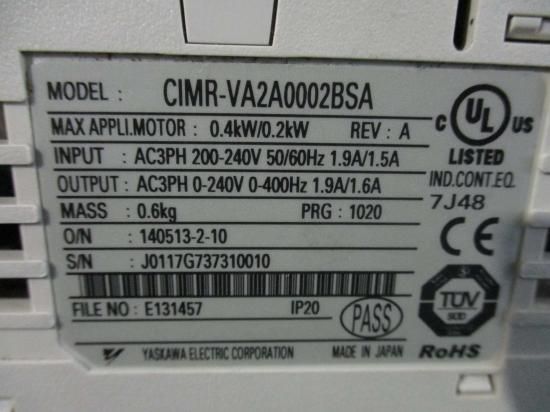 MODEL : CIMR-VA2A0002BSA
MAX APPLI.MOTOR : 0.4kW/0.2kW REV : A
INPUT : AC3PH 200-240V 50/60Hz 1.9A/1.5A
OUTPUT : AC3PH 0-240V 0-400Hz 1.9A/1.6A
MASS : 0.6kg PRG : 1020
O/N : 140513-2-10
S/N : J0117G737310010
FILE NO : E131457 IP20
PASS
YASKAWA ELECTRIC CORPORATION MADE IN JAPAN
C UL US
LISTED
IND.CONT.EQ.
7J48
CE
TÜV
SÜD
RoHS